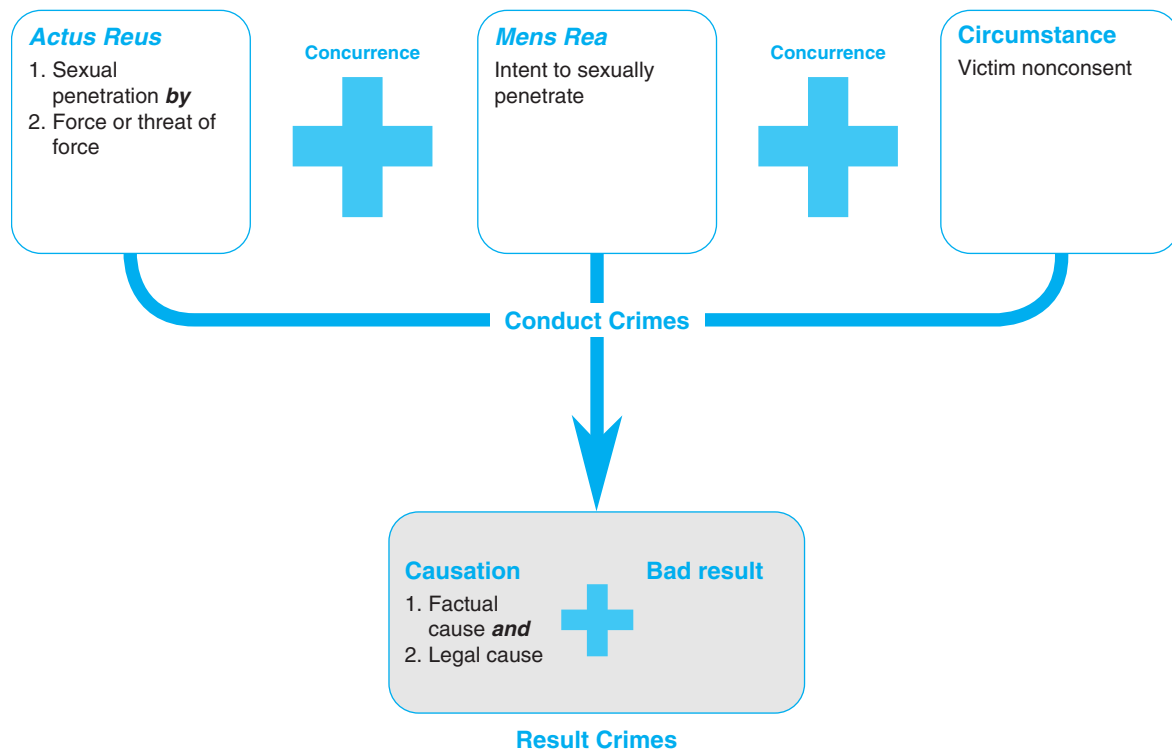 Actus Reus
1. Sexual
penetration by
2. Force or threat of
force
Concurrence
Mens Rea
Intent to sexually
penetrate
Concurrence
Circumstance
Victim nonconsent
Conduct Crimes
Causation
1. Factual
cause and
2. Legal cause
Bad result
Result Crimes